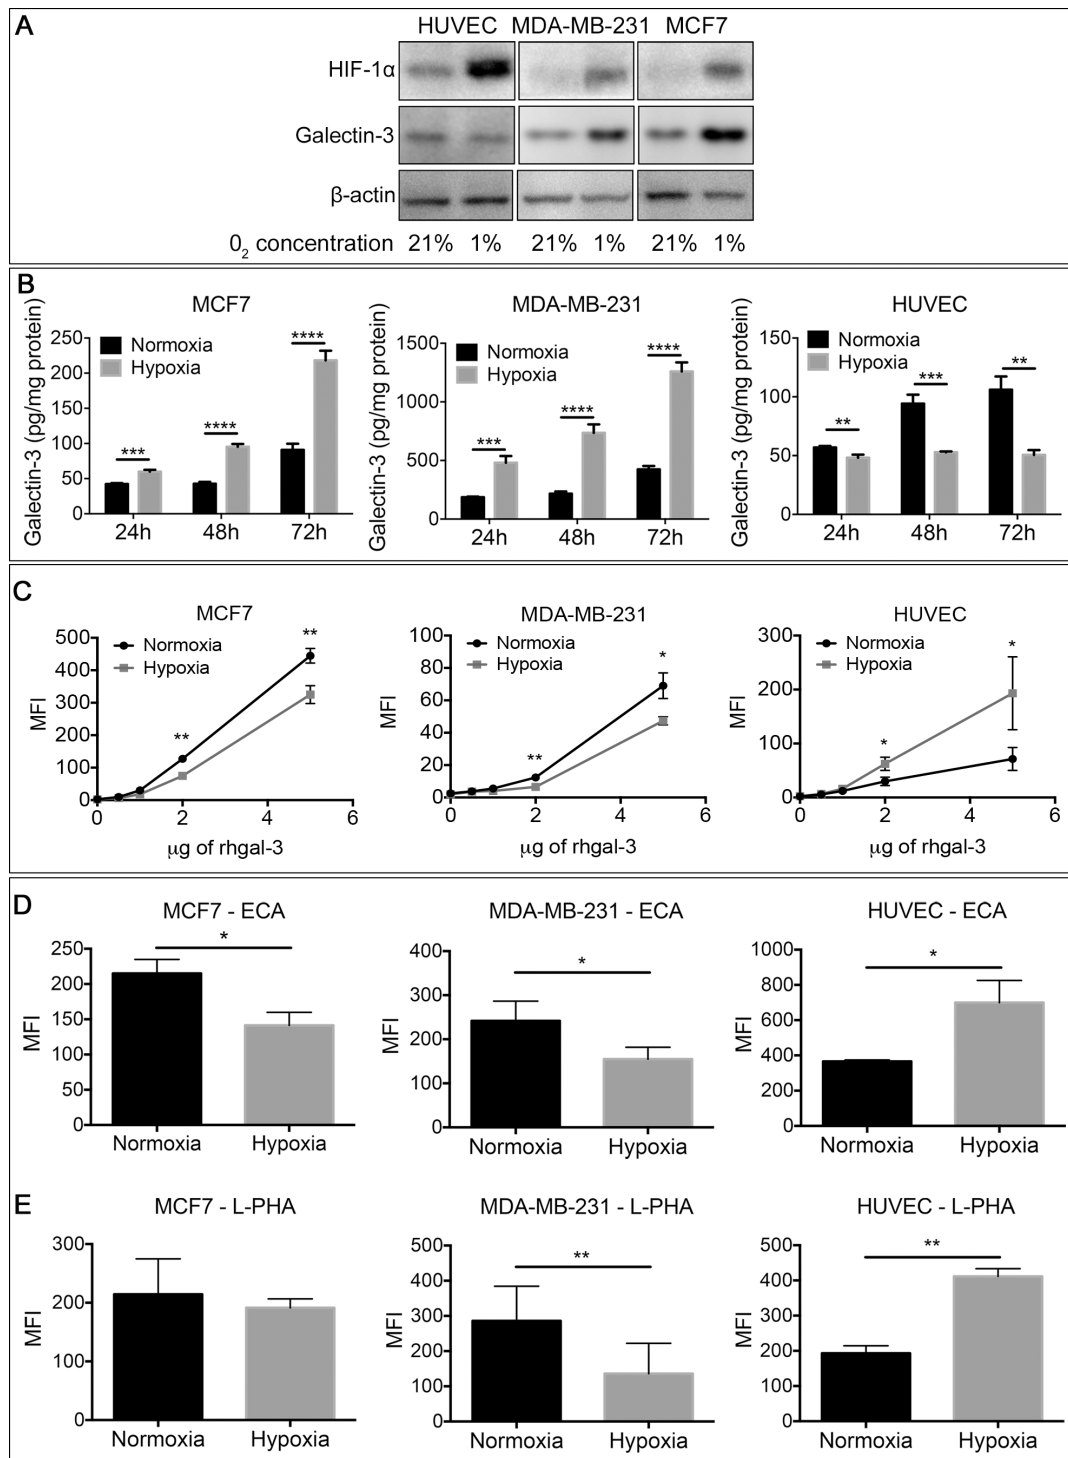 A
HUVEC MDA-MB-231 MCF7
HIF-1α
Galectin-3
β-actin
0₂ concentration 21% 1% 21% 1% 21% 1%
B
MCF7
Galectin-3 (pg/mg protein)
250
200
150
100
50
0
Normoxia
Hypoxia
*** **** ****
24h 48h 72h
MDA-MB-231
Galectin-3 (pg/mg protein)
1500
1000
500
0
Normoxia
Hypoxia
*** **** ****
24h 48h 72h
HUVEC
Galectin-3 (pg/mg protein)
150
100
50
0
Normoxia
Hypoxia
** *** **
24h 48h 72h
C
MCF7
MFI
500
400
300
200
100
0
Normoxia
Hypoxia
** **
0 2 4 6
µg of rhgal-3
MDA-MB-231
MFI
100
80
60
40
20
0
Normoxia
Hypoxia
** *
0 2 4 6
µg of rhgal-3
HUVEC
MFI
300
200
100
0
Normoxia
Hypoxia
* *
0 2 4 6
µg of rhgal-3
D
MCF7 - ECA
MFI
250
200
150
100
50
0
*
Normoxia Hypoxia
MDA-MB-231 - ECA
MFI
400
300
200
100
0
*
Normoxia Hypoxia
HUVEC - ECA
MFI
1000
800
600
400
200
0
*
Normoxia Hypoxia
E
MCF7 - L-PHA
MFI
300
200
100
0
Normoxia Hypoxia
MDA-MB-231 - L-PHA
MFI
500
400
300
200
100
0
**
Normoxia Hypoxia
HUVEC - L-PHA
MFI
500
400
300
200
100
0
**
Normoxia Hypoxia